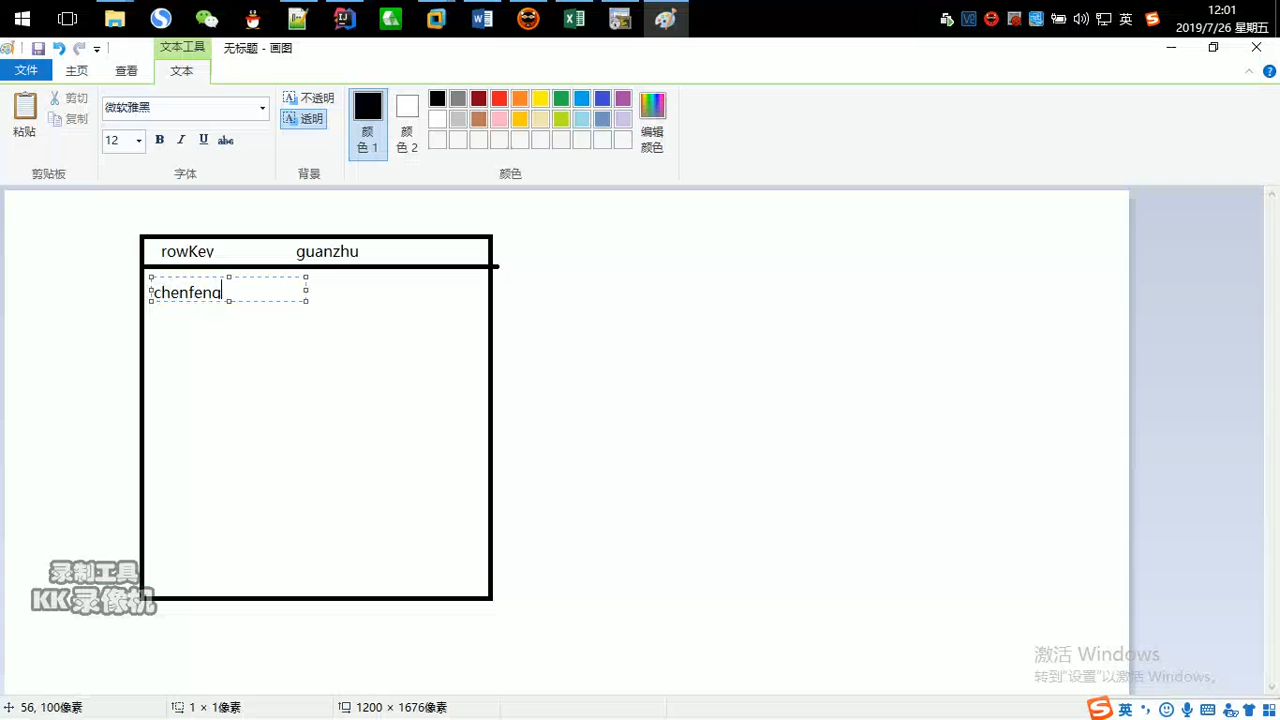 12:01
英
2019/7/26 星期五
文本工具
无标题 - 画图
文件
主页
查看
文本
粘贴
剪切
复制
微软雅黑
12
B
I
U
abc
不透明
透明
颜
色 1
颜
色 2
编辑
颜色
剪贴板
字体
背景
颜色
rowKey
guanzhu
chenfeng
录制工具
KK 录像机
激活 Windows
转到"设置"以激活 Windows。
56, 100像素
1 × 1像素
1200 × 1576像素
英